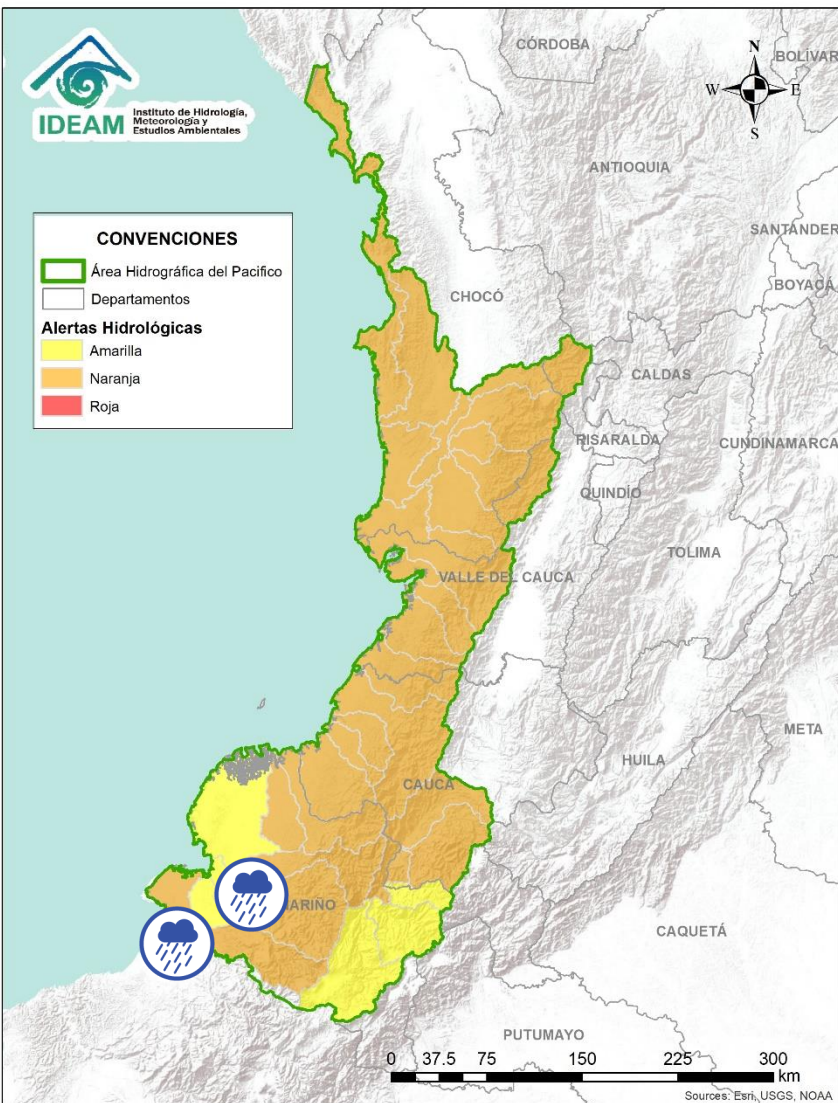 IDEAM
Instituto de Hidrología,
Meteorología y
Estudios Ambientales
N
W
E
S
CONVENCIONES
Área Hidrográfica del Pacifico
Departamentos
Alertas Hidrológicas
Amarilla
Naranja
Roja
CÓRDOBA
BOLÍVAR
ANTIOQUIA
SANTANDER
BOYACÁ
CHOCÓ
CALDAS
RISARALDA
CUNDINAMARCA
QUINDÍO
TOLIMA
VALLE DEL CAUCA
META
HUILA
CAUCA
ARIÑO
CAQUETÁ
PUTUMAYO
0 37.5 75 150 225 300
km
Sources: Esri, USGS, NOAA